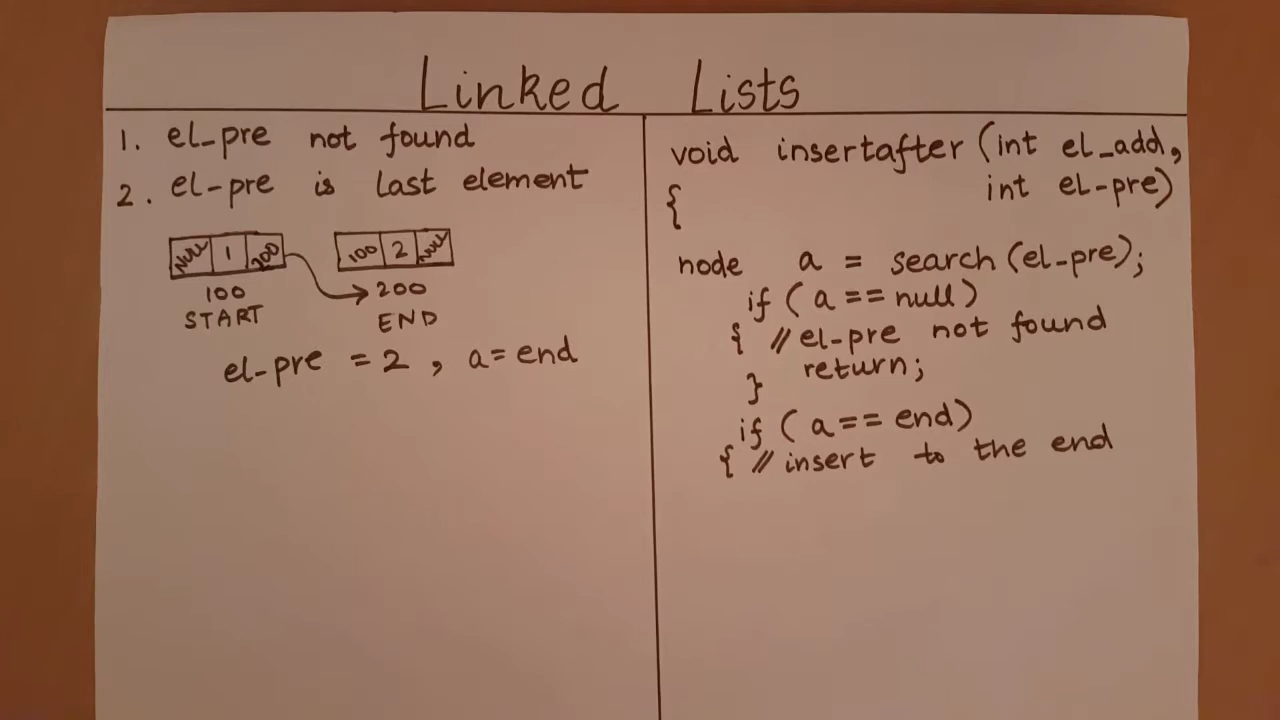 Linked Lists
1. el_pre not found
2. el-pre is last element
NULL 1 200
100 2 NULL
100
200
START
END
el-pre = 2, a=end
void insertafter (int el_add,
int el-pre)
{
node a = search (el-pre);
if ( a == null)
{ // el-pre not found
return;
}
if ( a == end)
{ // insert to the end